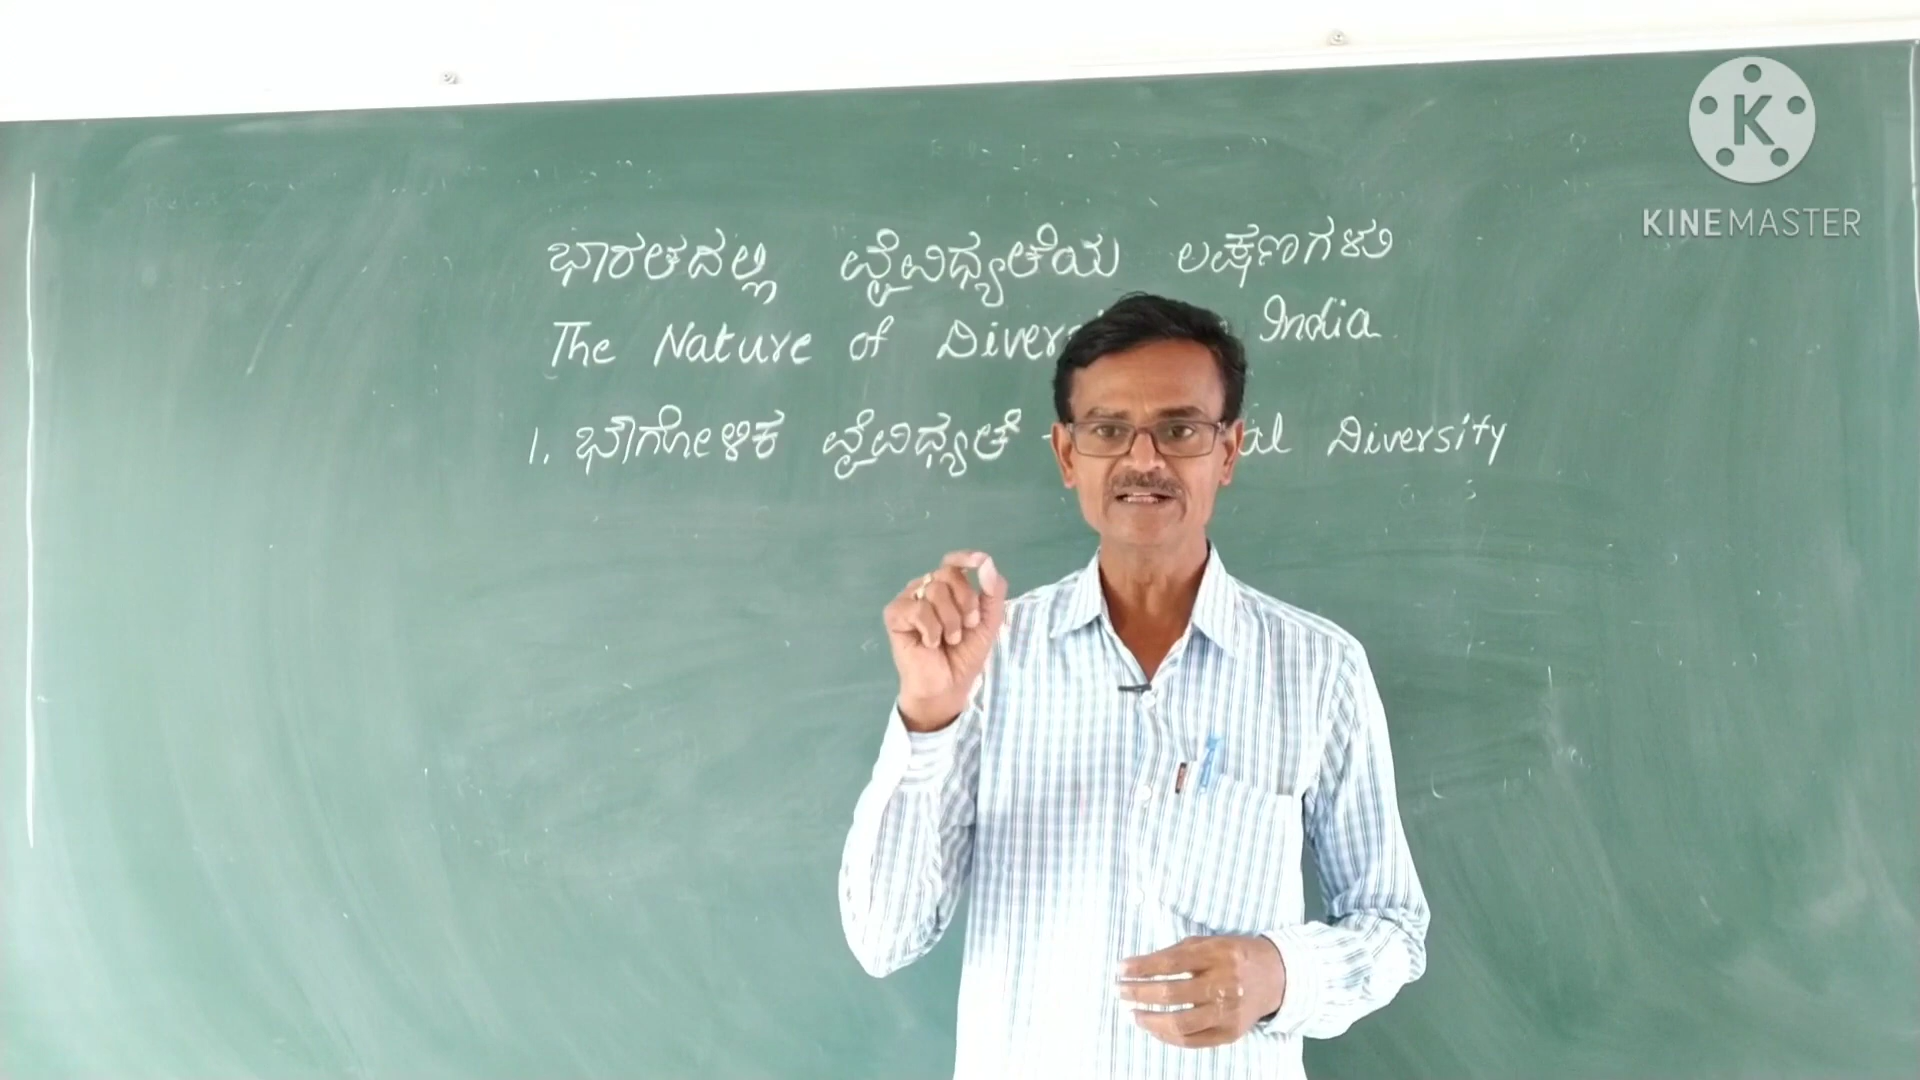 ಭಾರತದಲ್ಲಿ ವೈವಿಧ್ಯತೆಯ ಲಕ್ಷಣಗಳು
The Nature of India
1. ಭೌಗೋಳಿಕ ವೈವಿಧ್ಯತೆ - Diversity
K
KINEMASTER